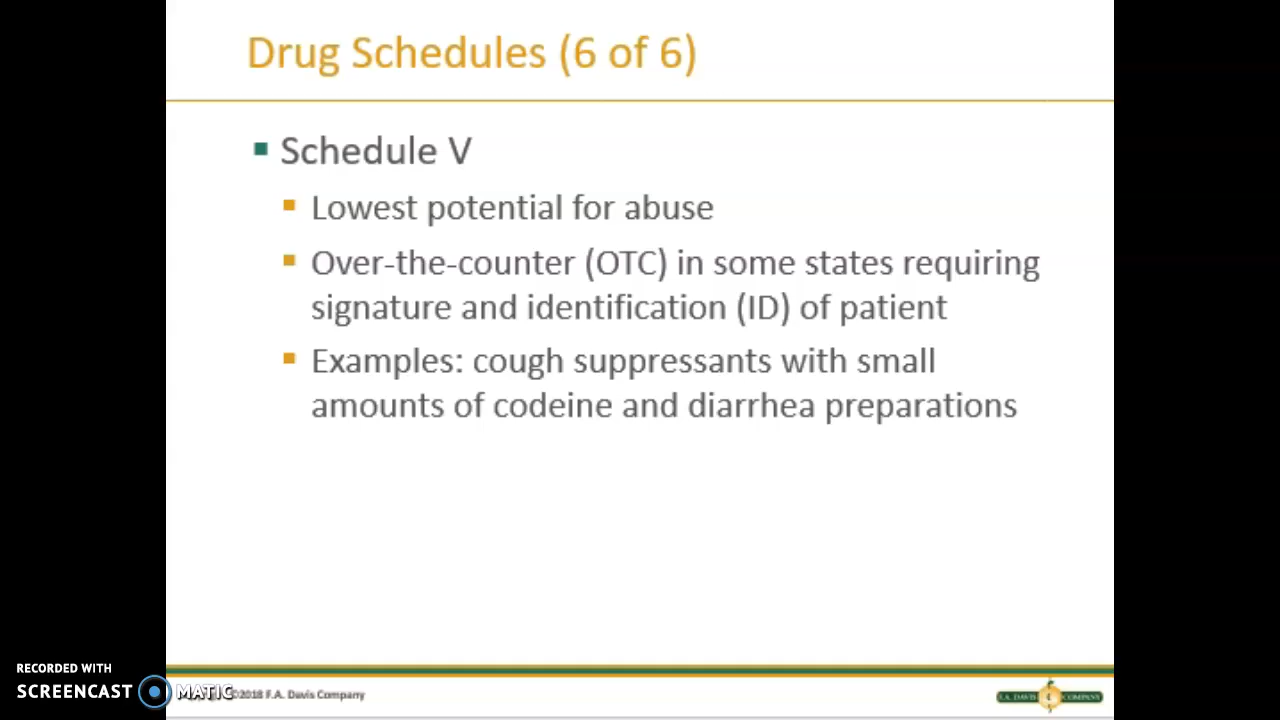 Drug Schedules (6 of 6)
Schedule V
Lowest potential for abuse
Over-the-counter (OTC) in some states requiring
signature and identification (ID) of patient
Examples: cough suppressants with small
amounts of codeine and diarrhea preparations
RECORDED WITH
SCREENCAST MATIC
©2018 F.A. Davis Company
F.A. DAVIS COMPANY